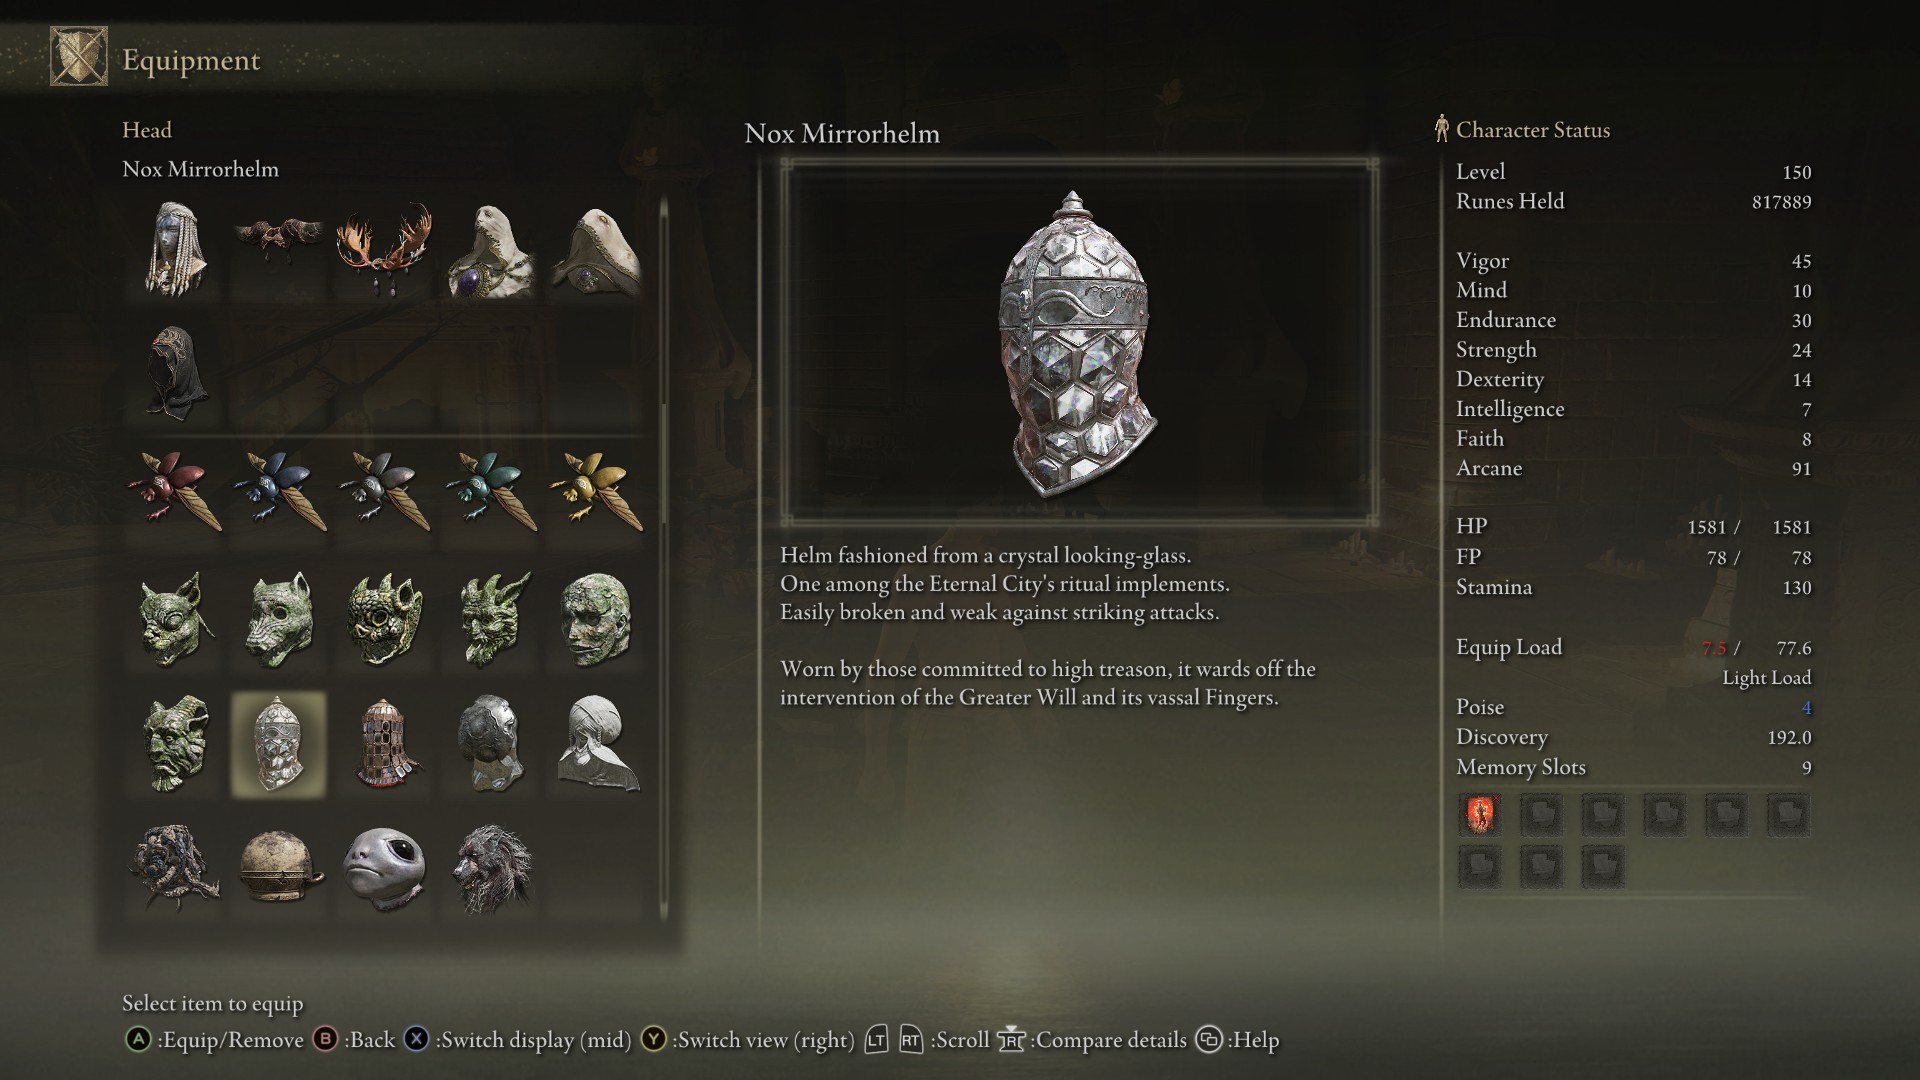 Equipment
Head
Nox Mirrorhelm
Nox Mirrorhelm
Helm fashioned from a crystal looking-glass.
One among the Eternal City's ritual implements.
Easily broken and weak against striking attacks.
Worn by those committed to high treason, it wards off the
intervention of the Greater Will and its vassal Fingers.
Character Status
Level 150
Runes Held 817889
Vigor 45
Mind 10
Endurance 30
Strength 24
Dexterity 14
Intelligence 7
Faith 8
Arcane 91
HP 1581 / 1581
FP 78 / 78
Stamina 130
Equip Load 7.5 / 77.6
Light Load
Poise 4
Discovery 192.0
Memory Slots 9
Select item to equip
A :Equip/Remove B :Back X :Switch display (mid) Y :Switch view (right) LT RT :Scroll R :Compare details :Help